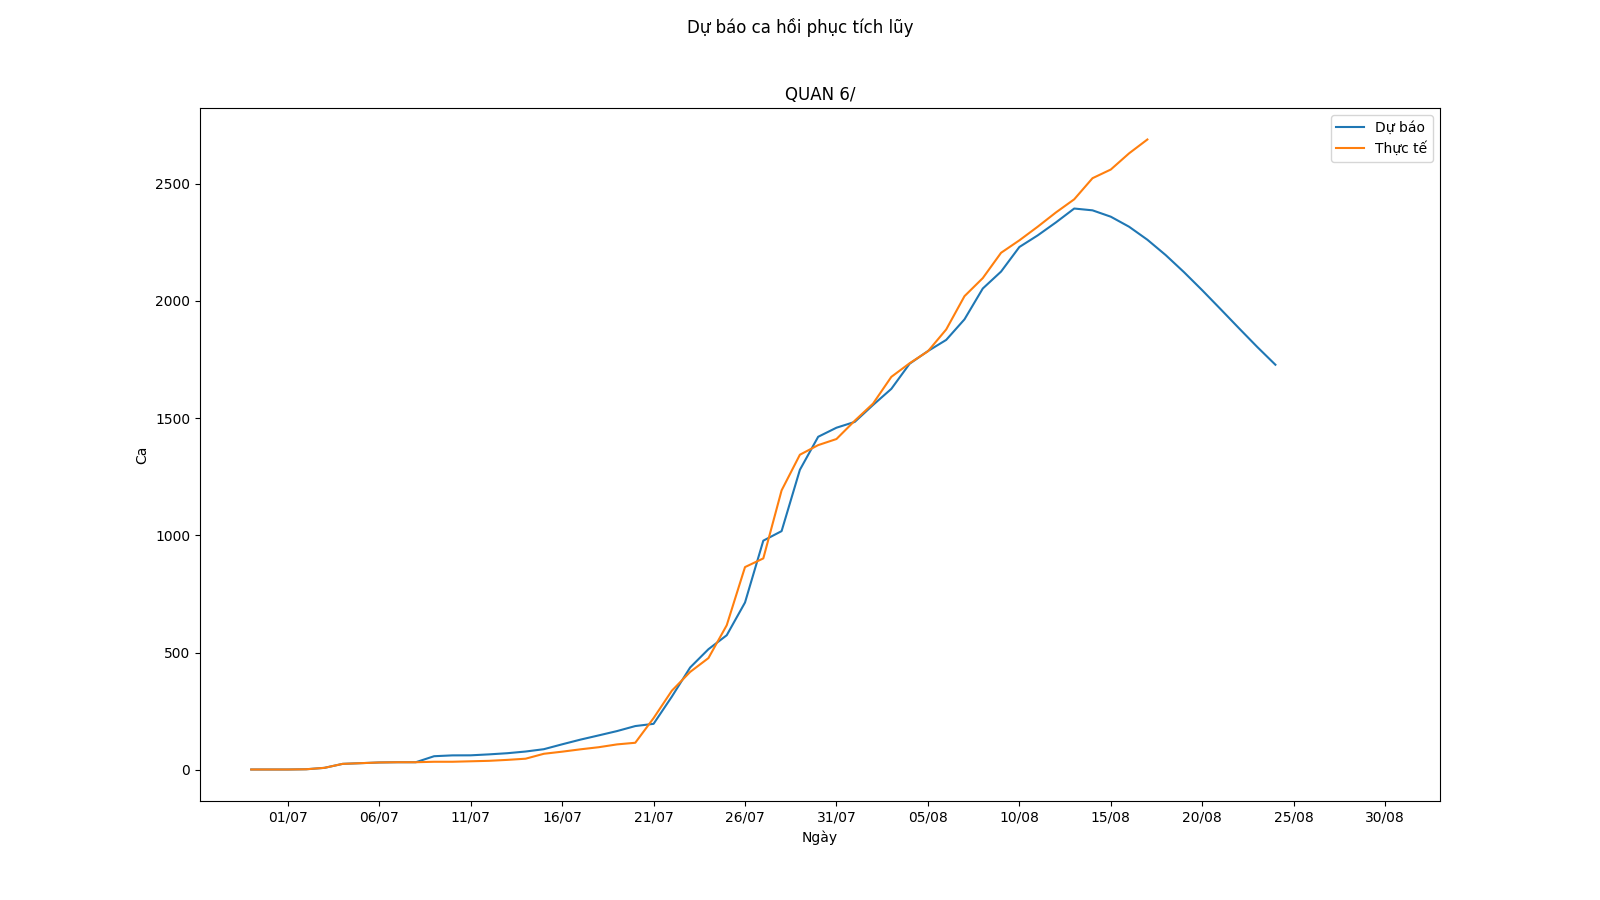 Dự báo ca hồi phục tích lũy
QUAN 6/
Dự báo
Thực tế
2500
2000
1500
1000
500
0
Ca
01/07 06/07 11/07 16/07 21/07 26/07 31/07 05/08 10/08 15/08 20/08 25/08 30/08
Ngày